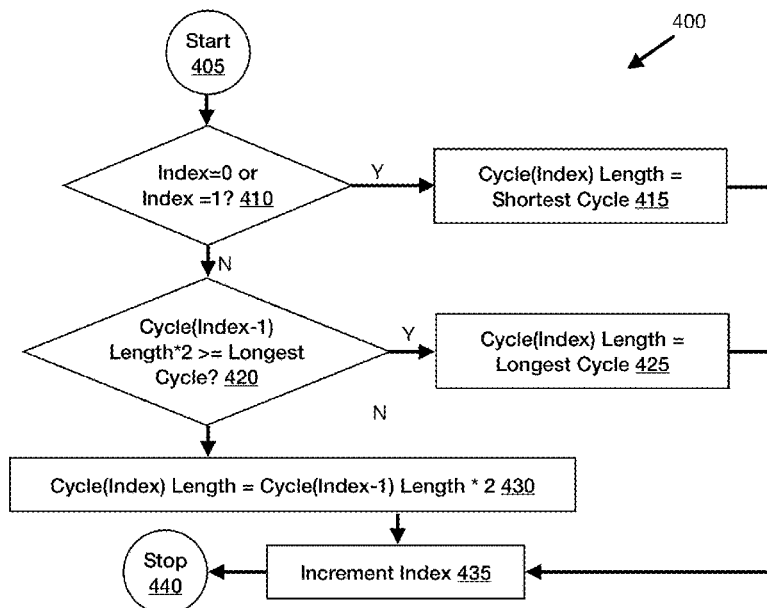 Start
405
400
Index=0 or
Index =1? 410
Y
Cycle(Index) Length =
Shortest Cycle 415
N
Cycle(Index-1)
Length*2 >= Longest
Cycle? 420
Y
Cycle(Index) Length =
Longest Cycle 425
N
Cycle(Index) Length = Cycle(Index-1) Length * 2 430
Stop
440
Increment Index 435